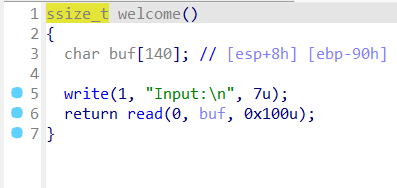 1 ssize_t welcome()
2 {
3   char buf[140]; // [esp+8h] [ebp-90h]
4
5   write(1, "Input:\n", 7u);
6   return read(0, buf, 0x100u);
7 }